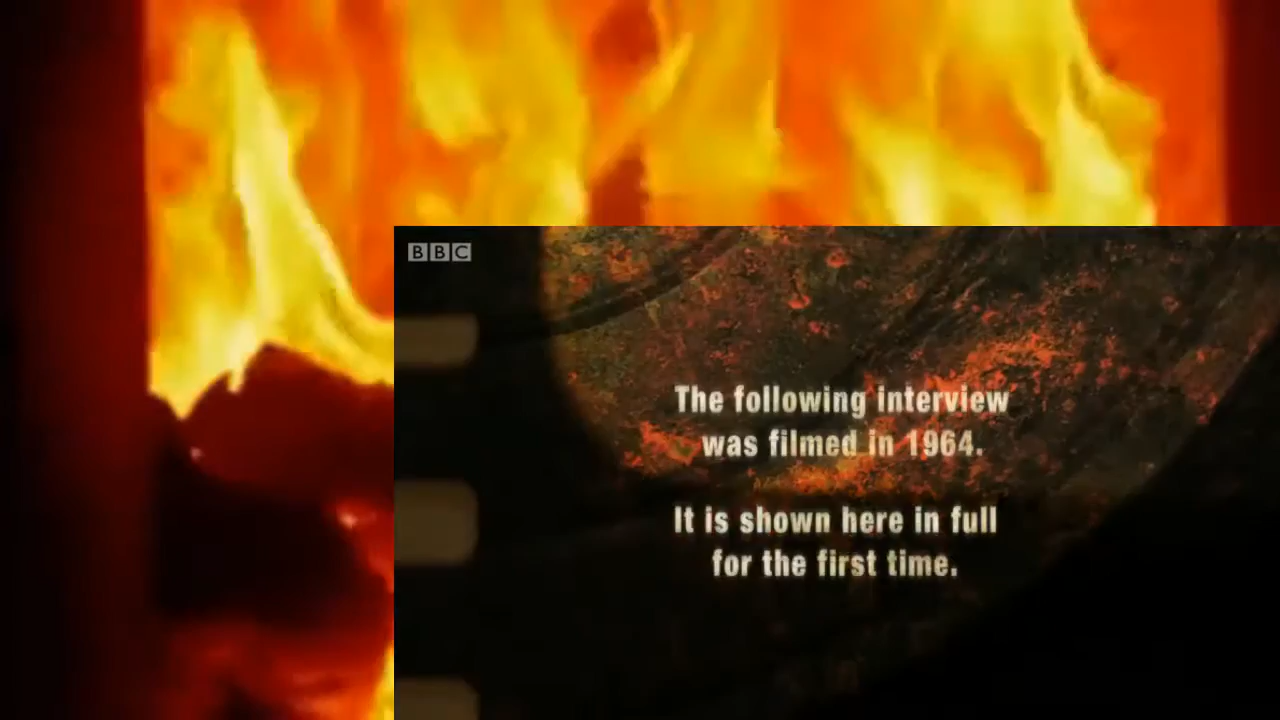 BBC
The following interview
was filmed in 1964.
It is shown here in full
for the first time.